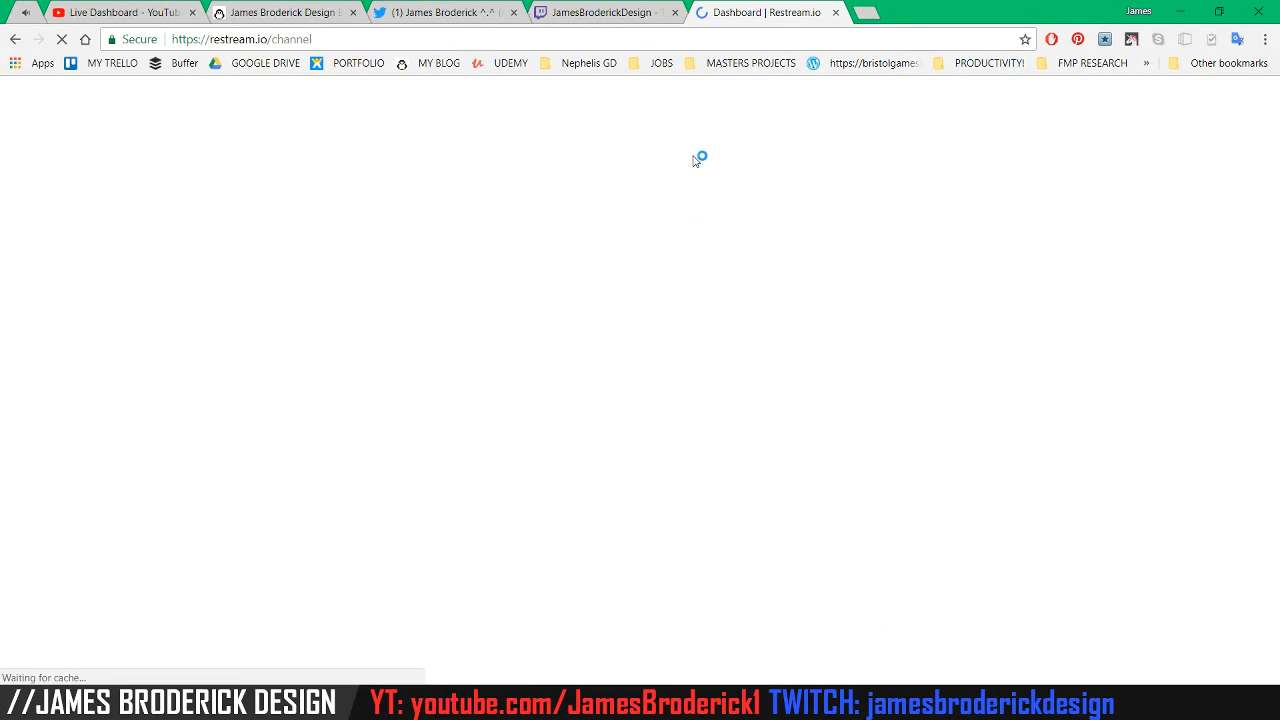 Live Dashboard - YouTub
James Broderick Design B
(1) James Broderick ^.^ (
JamesBroderickDesign - T
Dashboard | Restream.io
James
Secure
https://restream.io/channel
Apps
MY TRELLO
Buffer
GOOGLE DRIVE
PORTFOLIO
MY BLOG
UDEMY
Nephelis GD
JOBS
MASTERS PROJECTS
https://bristolgames
PRODUCTIVITY!
FMP RESEARCH
»
Other bookmarks
Waiting for cache...
//JAMES BRODERICK DESIGN
YT: youtube.com/JamesBroderick1 TWITCH: jamesbroderickdesign